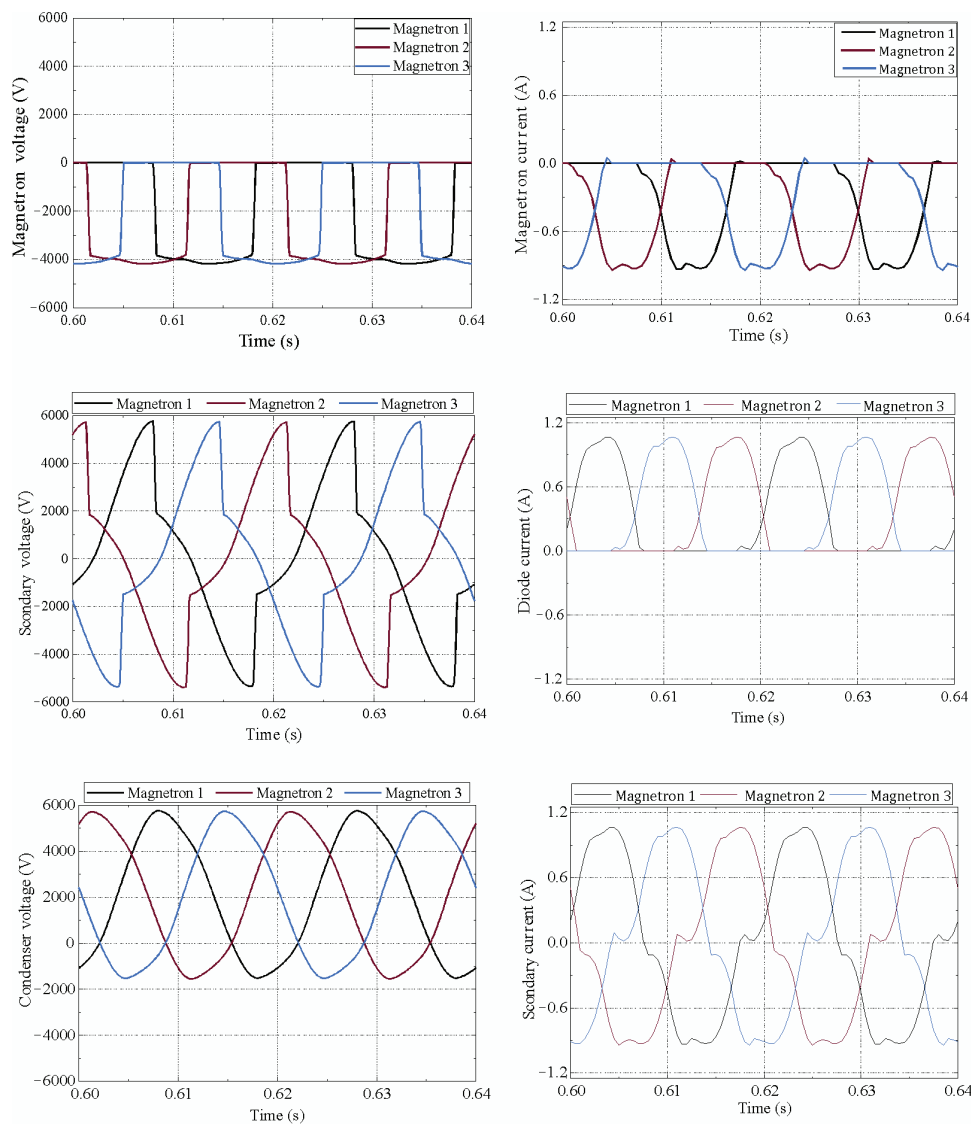 Magnetron 1
Magnetron 2
Magnetron 3
6000
4000
2000
0
−2000
−4000
−6000
Magnetron voltage (V)
0.60 0.61 0.62 0.63 0.64
Time (s)
Magnetron 1
Magnetron 2
Magnetron 3
1.2
0.6
0.0
−0.6
−1.2
Magnetron current (A)
0.60 0.61 0.62 0.63 0.64
Time (s)
Magnetron 1 Magnetron 2 Magnetron 3
6000
4000
2000
0
−2000
−4000
−6000
Scondary voltage (V)
0.60 0.61 0.62 0.63 0.64
Time (s)
Magnetron 1 Magnetron 2 Magnetron 3
1.2
0.6
0.0
−0.6
−1.2
Diode current (A)
0.60 0.61 0.62 0.63 0.64
Time (s)
Magnetron 1 Magnetron 2 Magnetron 3
6000
4000
2000
0
−2000
−4000
−6000
Condenser voltage (V)
0.60 0.61 0.62 0.63 0.64
Time (s)
Magnetron 1 Magnetron 2 Magnetron 3
1.2
0.6
0.0
−0.6
−1.2
Scondary current (A)
0.60 0.61 0.62 0.63 0.64
Time (s)